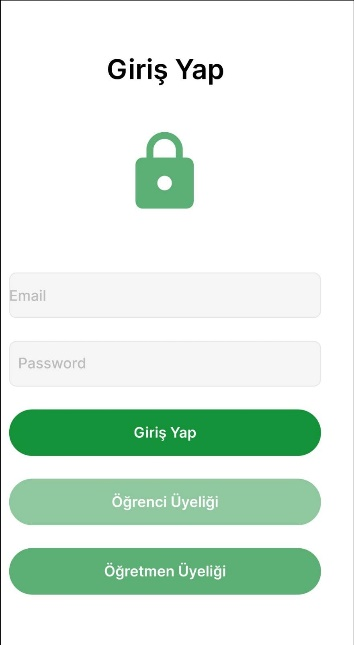 Giriş Yap
Email
Password
Giriş Yap
Öğrenci Üyeliği
Öğretmen Üyeliği